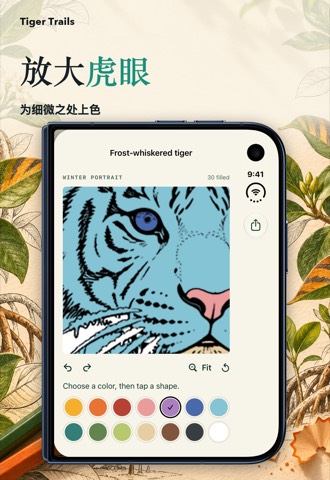 Tiger Trails
放大虎眼
为细微之处上色
Frost-whiskered tiger
9:41
WINTER PORTRAIT
30 filled
Fit
Choose a color, then tap a shape.